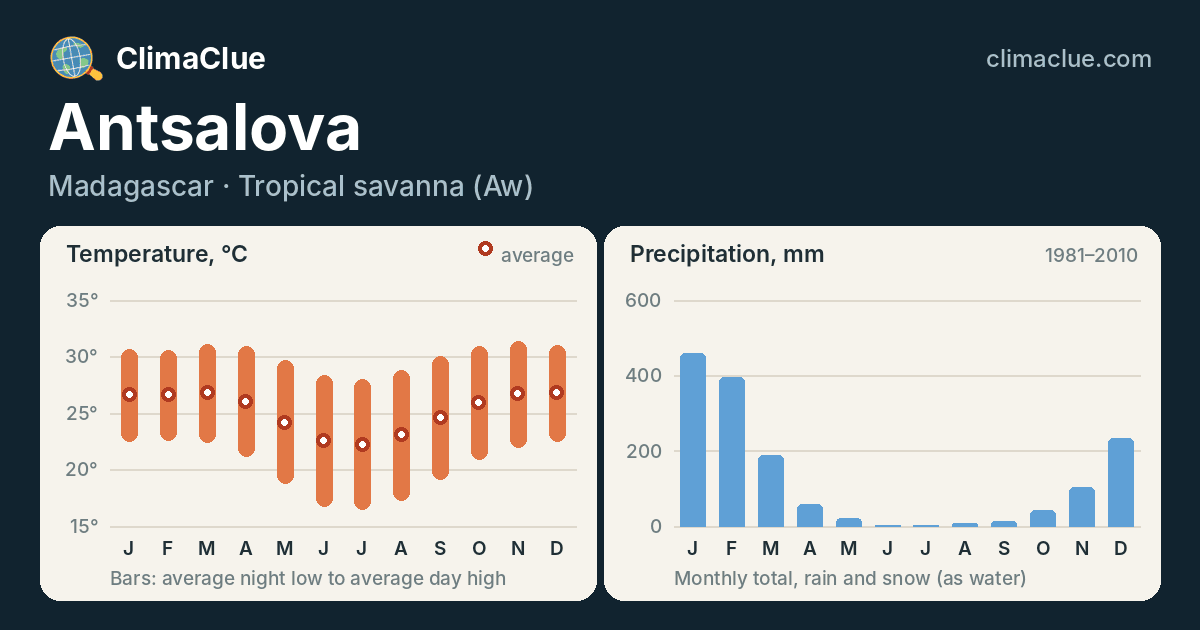 ClimaClue
climaclue.com
Antsalova
Madagascar · Tropical savanna (Aw)
Temperature, °C
average
35°
30°
25°
20°
15°
J F M A M J J A S O N D
Bars: average night low to average day high
Precipitation, mm
1981–2010
600
400
200
0
J F M A M J J A S O N D
Monthly total, rain and snow (as water)